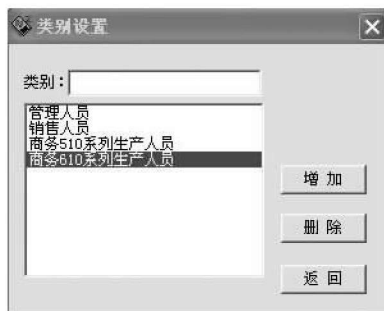 类别设置
类别：
管理人员
销售人员
商务510系列生产人员
商务610系列生产人员
增 加
删 除
返 回